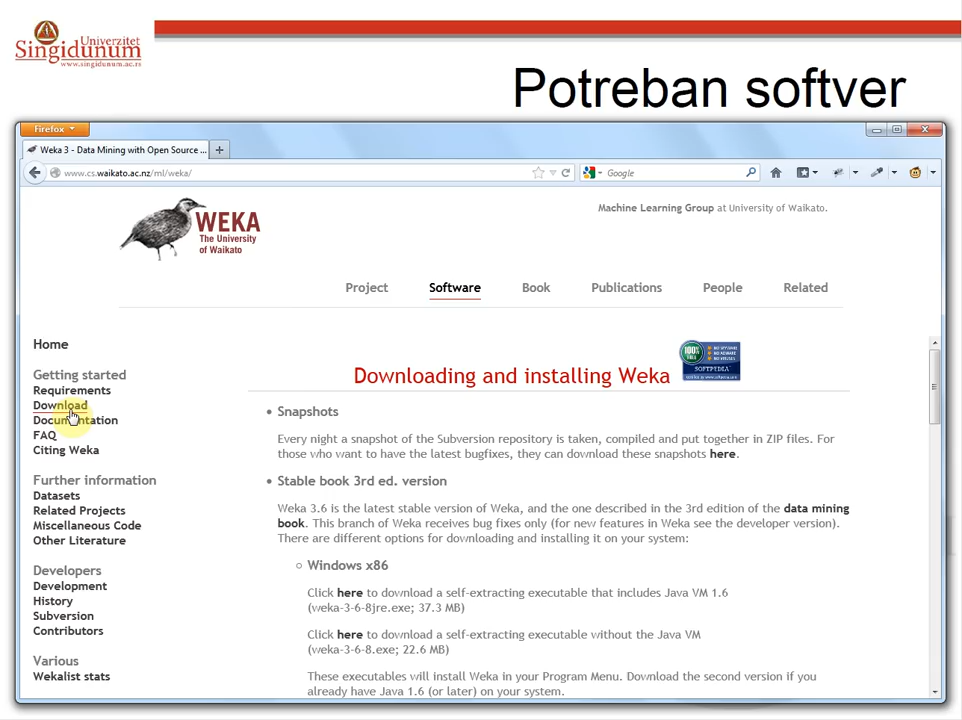 Univerzitet
Singidunum
www.singidunum.ac.rs
Potreban softver
Firefox
Weka 3 - Data Mining with Open Source ...
www.cs.waikato.ac.nz/ml/weka/
Google
WEKA
The University
of Waikato
Machine Learning Group at University of Waikato.
Project Software Book Publications People Related
Home
Getting started
Requirements
Download
Documentation
FAQ
Citing Weka
Further information
Datasets
Related Projects
Miscellaneous Code
Other Literature
Developers
Development
History
Subversion
Contributors
Various
Wekalist stats
Downloading and installing Weka
100%
FREE
NO SPYWARE
NO ADWARE
NO VIRUSES
SOFTPEDIA
• Snapshots
Every night a snapshot of the Subversion repository is taken, compiled and put together in ZIP files. For
those who want to have the latest bugfixes, they can download these snapshots here.
• Stable book 3rd ed. version
Weka 3.6 is the latest stable version of Weka, and the one described in the 3rd edition of the data mining
book. This branch of Weka receives bug fixes only (for new features in Weka see the developer version).
There are different options for downloading and installing it on your system:
○ Windows x86
Click here to download a self-extracting executable that includes Java VM 1.6
(weka-3-6-8jre.exe; 37.3 MB)
Click here to download a self-extracting executable without the Java VM
(weka-3-6-8.exe; 22.6 MB)
These executables will install Weka in your Program Menu. Download the second version if you
already have Java 1.6 (or later) on your system.